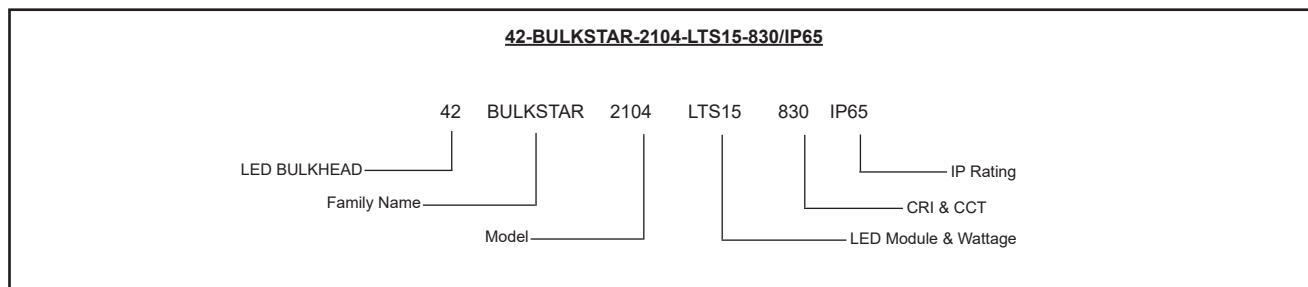 42-BULKSTAR-2104-LTS15-830/IP65
42 BULKSTAR 2104 LTS15 830 IP65
LED BULKHEAD
IP Rating
Family Name
CRI & CCT
Model
LED Module & Wattage